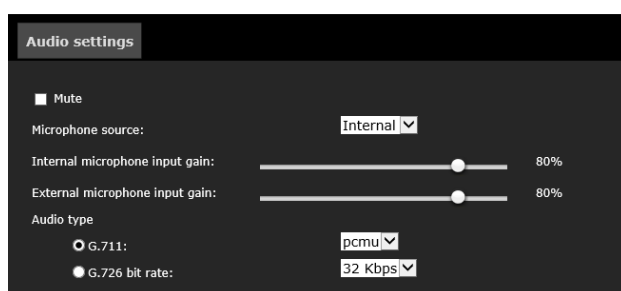 Audio settings
Mute
Microphone source: Internal
Internal microphone input gain: 80%
External microphone input gain: 80%
Audio type
G.711: pcmu
G.726 bit rate: 32 Kbps